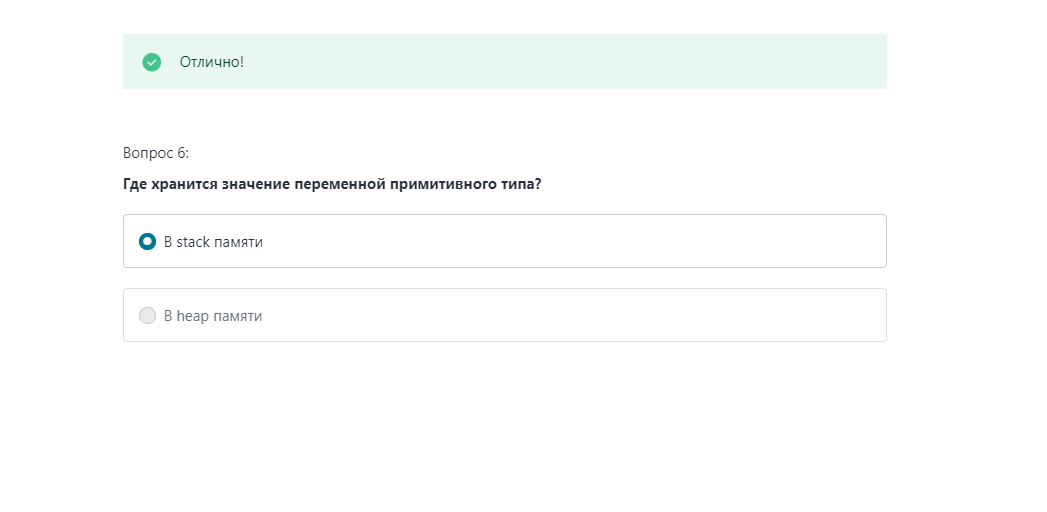 Отлично!
Вопрос 6:
Где хранится значение переменной примитивного типа?
В stack памяти
В heap памяти